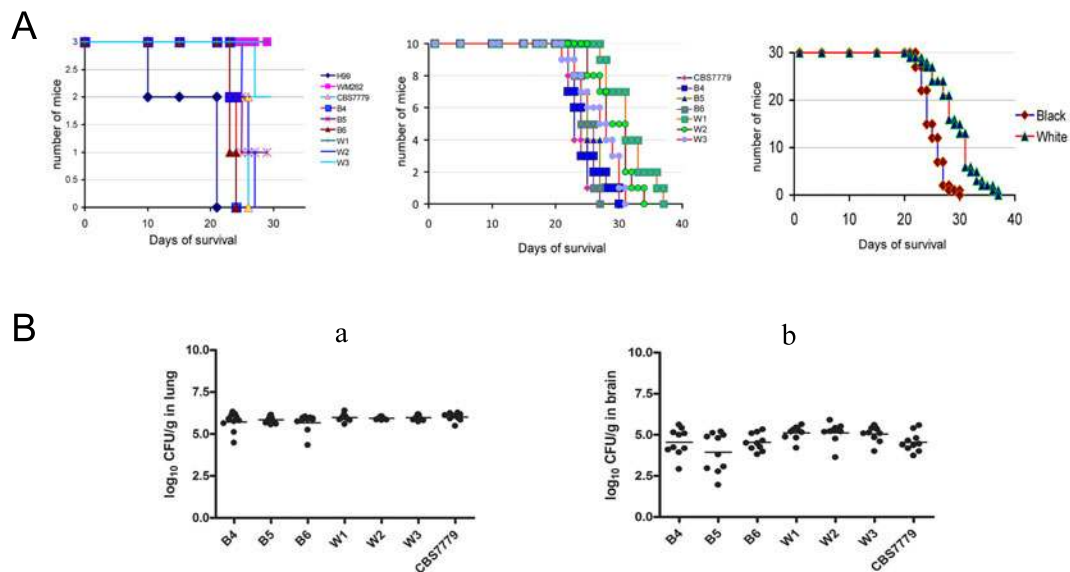 A
number of mice
3
2.5
2
1.5
1
0.5
0
0
10
20
30
Days of survival
H99
WM262
CBS7779
B4
B5
B6
W1
W2
W3
number of mice
10
8
6
4
2
0
0
10
20
30
40
Days of survival
CBS7779
B4
B5
B6
W1
W2
W3
number of mice
30
20
10
0
0
10
20
30
40
Days of survival
Black
White
B
a
log10 CFU/g in lung
10.0
7.5
5.0
2.5
0.0
B4
B5
B6
W1
W2
W3
CBS7779
b
log10 CFU/g in brain
10.0
7.5
5.0
2.5
0.0
B4
B5
B6
W1
W2
W3
CBS7779